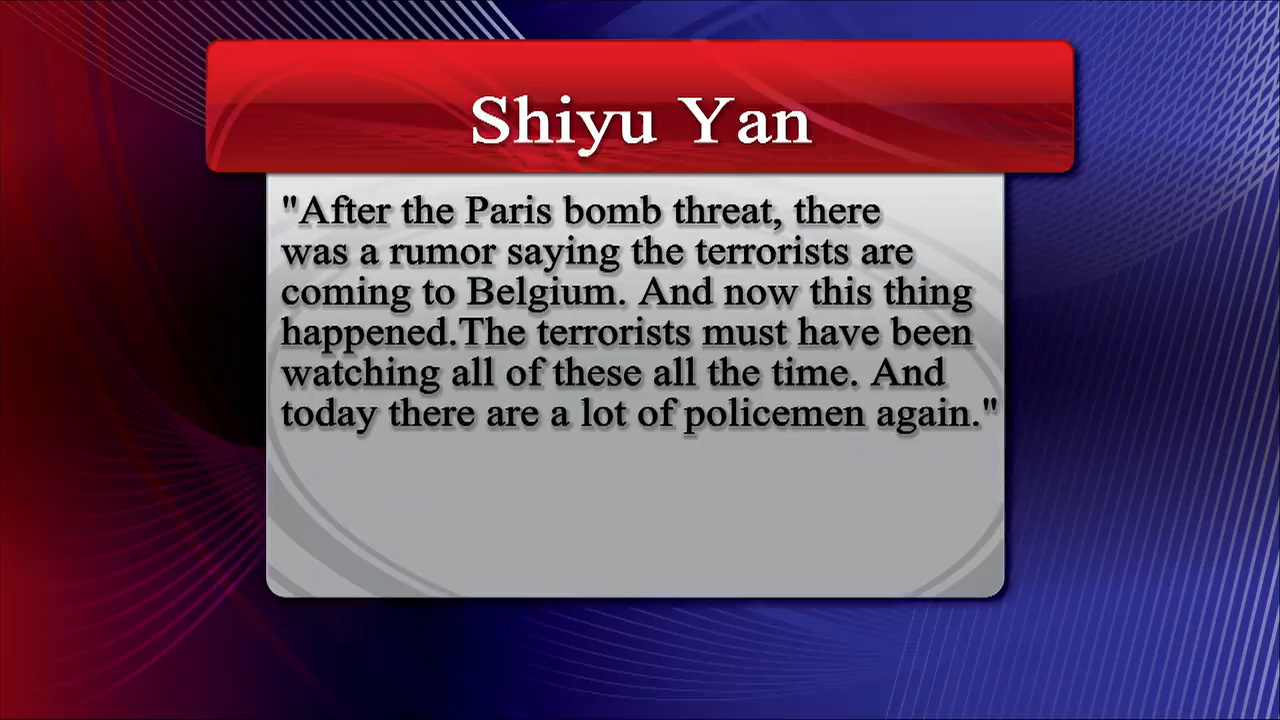 Shiyu Yan
"After the Paris bomb threat, there
was a rumor saying the terrorists are
coming to Belgium. And now this thing
happened.The terrorists must have been
watching all of these all the time. And
today there are a lot of policemen again."